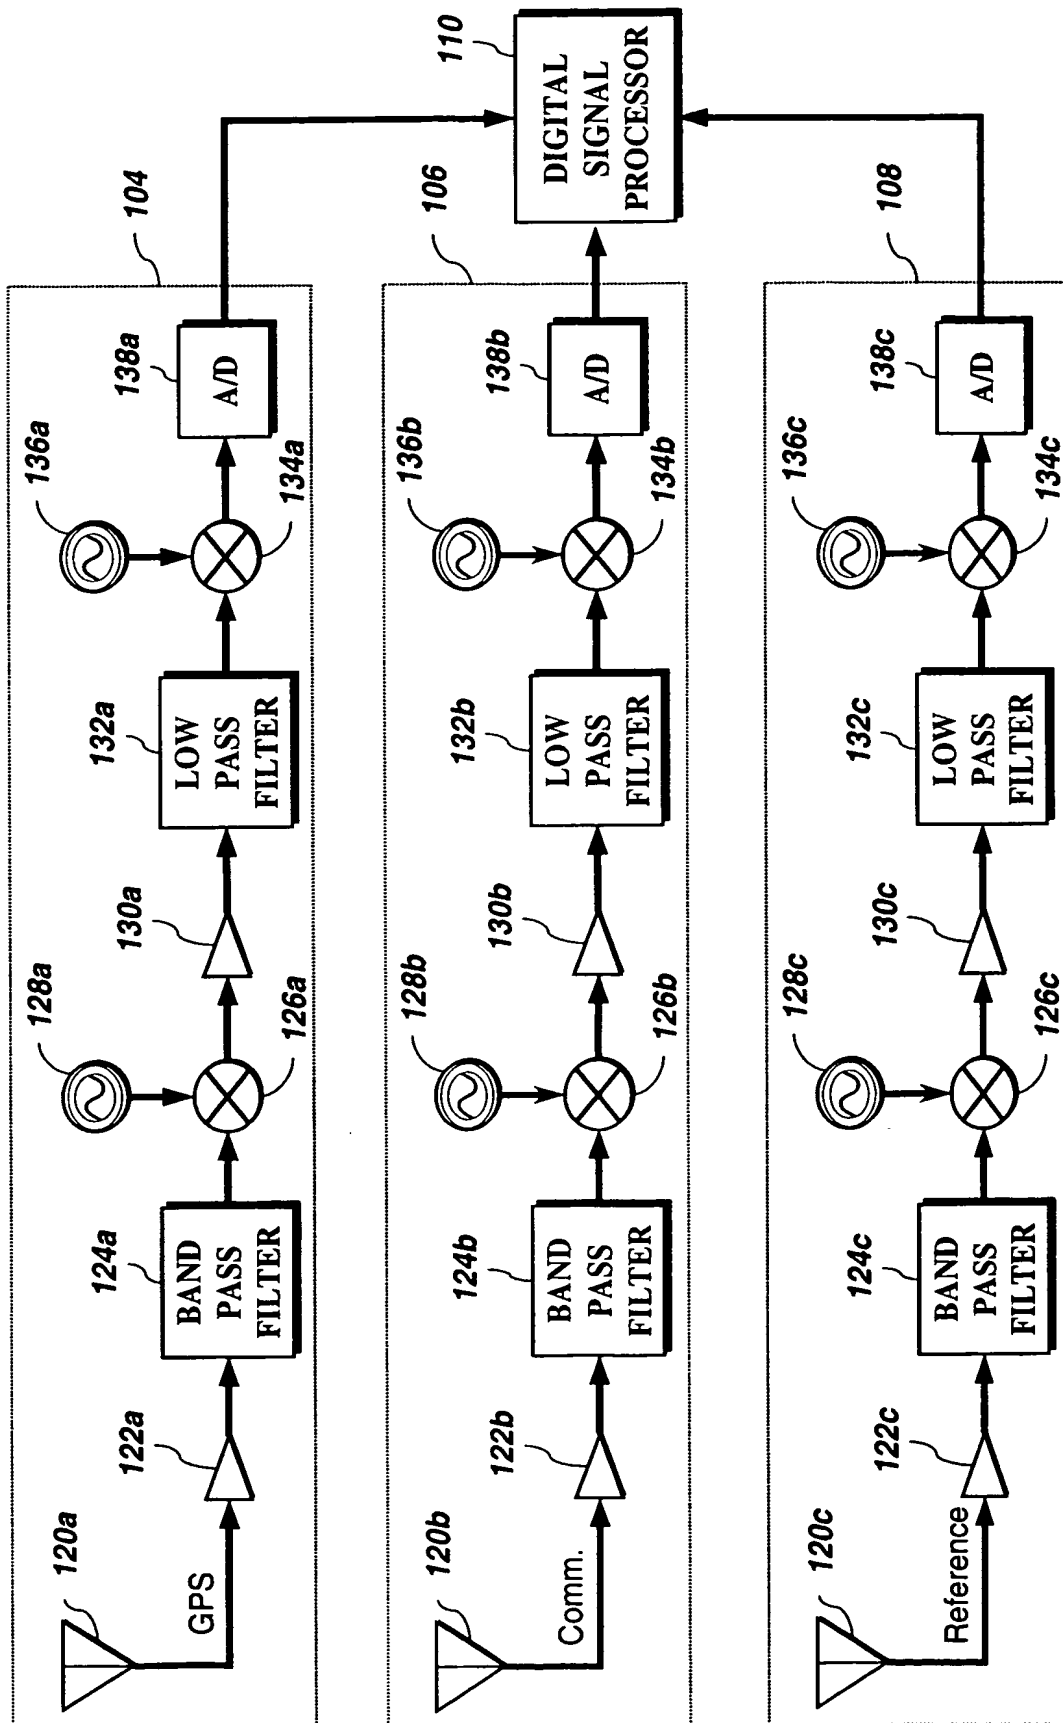 120a
GPS
122a
124a
BAND
PASS
FILTER
128a
126a
130a
132a
LOW
PASS
FILTER
136a
134a
138a
A/D
104
120b
Comm.
122b
124b
BAND
PASS
FILTER
128b
126b
130b
132b
LOW
PASS
FILTER
136b
134b
138b
A/D
106
110
DIGITAL
SIGNAL
PROCESSOR
120c
Reference
122c
124c
BAND
PASS
FILTER
128c
126c
130c
132c
LOW
PASS
FILTER
136c
134c
138c
A/D
108